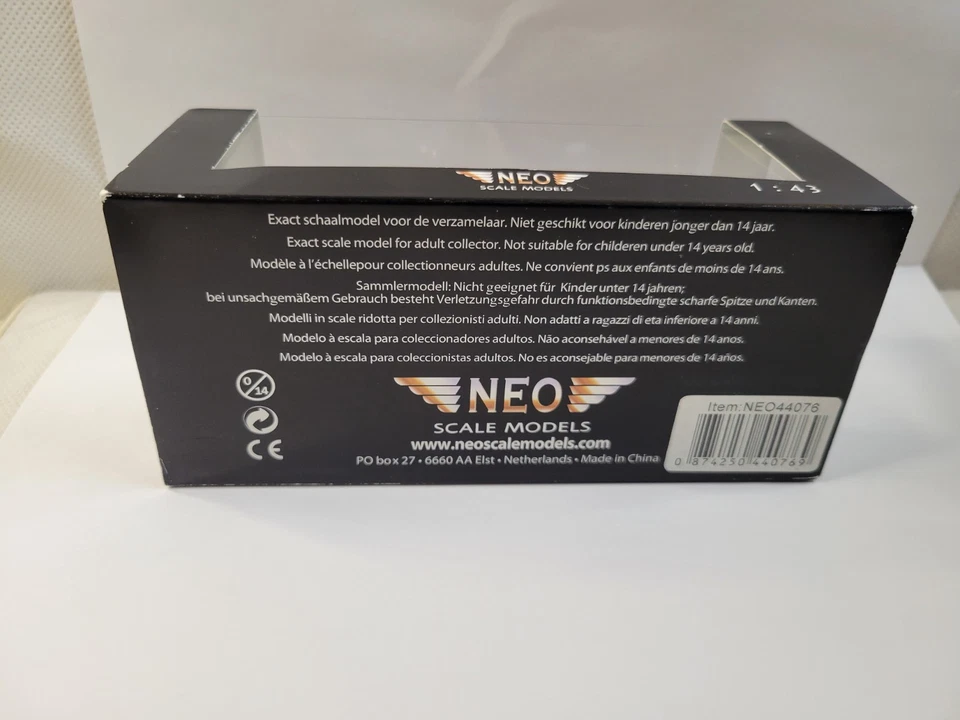 NEO
SCALE MODELS
1:43
Exact schaalmodel voor de verzamelaar. Niet geschikt voor kinderen jonger dan 14 jaar.
Exact scale model for adult collector. Not suitable for childeren under 14 years old.
Modèle à l'échellepour collectionneurs adultes. Ne convient ps aux enfants de moins de 14 ans.
Sammlermodell: Nicht geeignet für Kinder unter 14 jahren;
bei unsachgemäßem Gebrauch besteht Verletzungsgefahr durch funktionsbedingte scharfe Spitze und Kanten.
Modelli in scale ridotta per collezionisti adulti. Non adatti a ragazzi di eta inferiore a 14 anni.
Modelo à escala para coleccionadores adultos. Não aconsehável a menores de 14 anos.
Modelo à escala para coleccionistas adultos. No es aconsejable para menores de 14 años.
0/14
CE
NEO
SCALE MODELS
www.neoscalemodels.com
PO box 27 • 6660 AA Elst • Netherlands • Made in China
Item:NEO44076
0 874250 440769